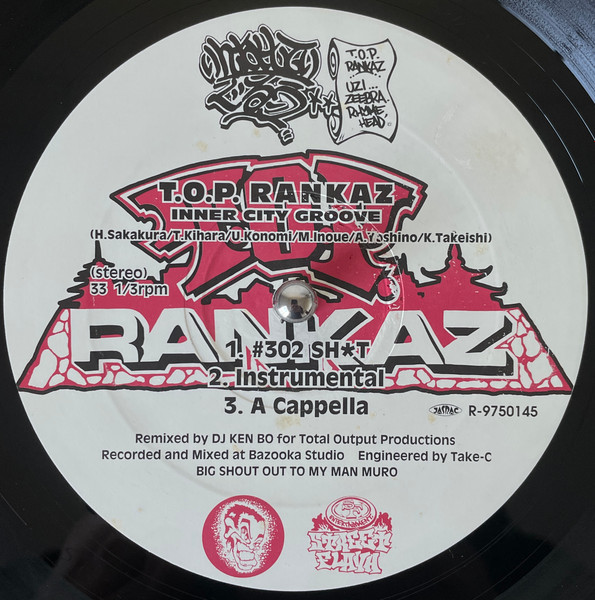 T.O.P.
RANKAZ
UZI
ZEEBRA
RHYME
HEAD
T.O.P. RANKAZ
INNER CITY GROOVE
(H.Sakakura/T.Kihara/U.Konomi/M.Inoue/A.Yoshino/K.Takeishi)
(stereo)
33 1/3rpm
RANKAZ
1. #302 SH*T
2. Instrumental
3. A Cappella
JASRAC R-9750145
Remixed by DJ KEN BO for Total Output Productions
Recorded and Mixed at Bazooka Studio Engineered by Take-C
BIG SHOUT OUT TO MY MAN MURO
STREET
FLAVA